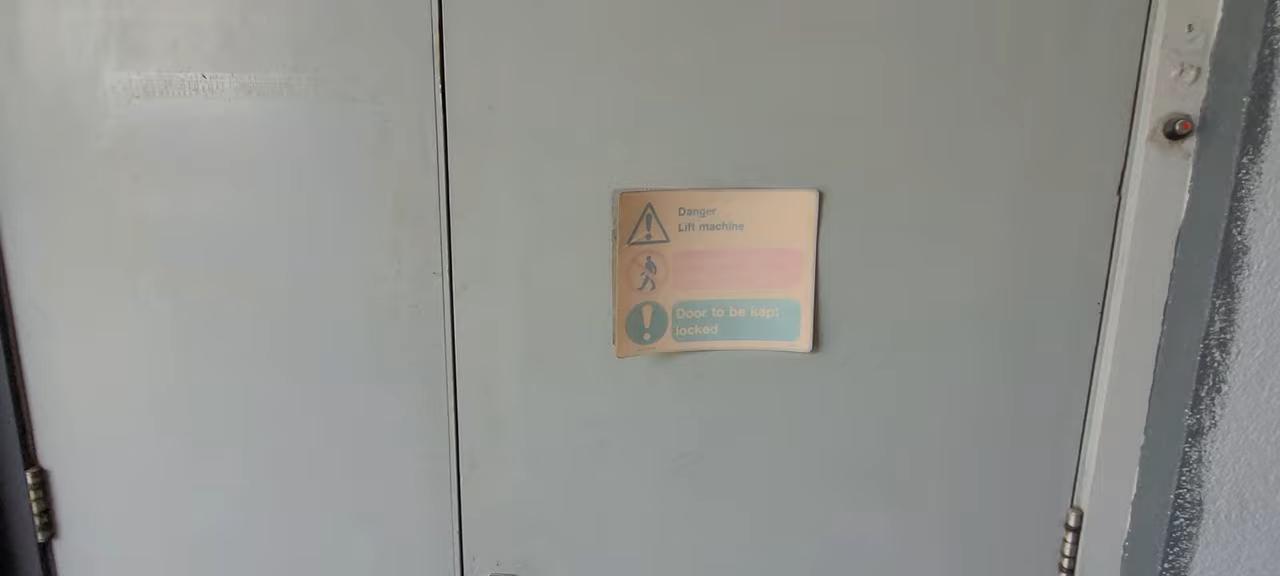 Danger
Lift machine
Door to be kept
locked